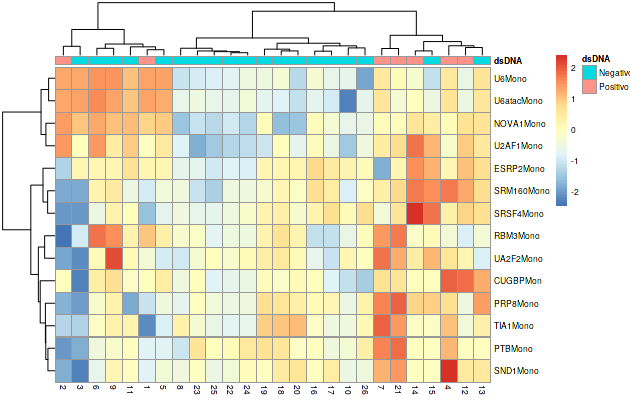 dsDNA
dsDNA
Negativo
Positivo
2
1
0
-1
-2
U6Mono
U6atacMono
NOVA1Mono
U2AF1Mono
ESRP2Mono
SRM160Mono
SRSF4Mono
RBM3Mono
UA2F2Mono
CUGBPMon
PRP8Mono
TIA1Mono
PTBMono
SND1Mono
2 3 6 9 11 1 5 8 23 25 22 24 19 18 20 16 17 10 26 7 21 14 15 4 12 13